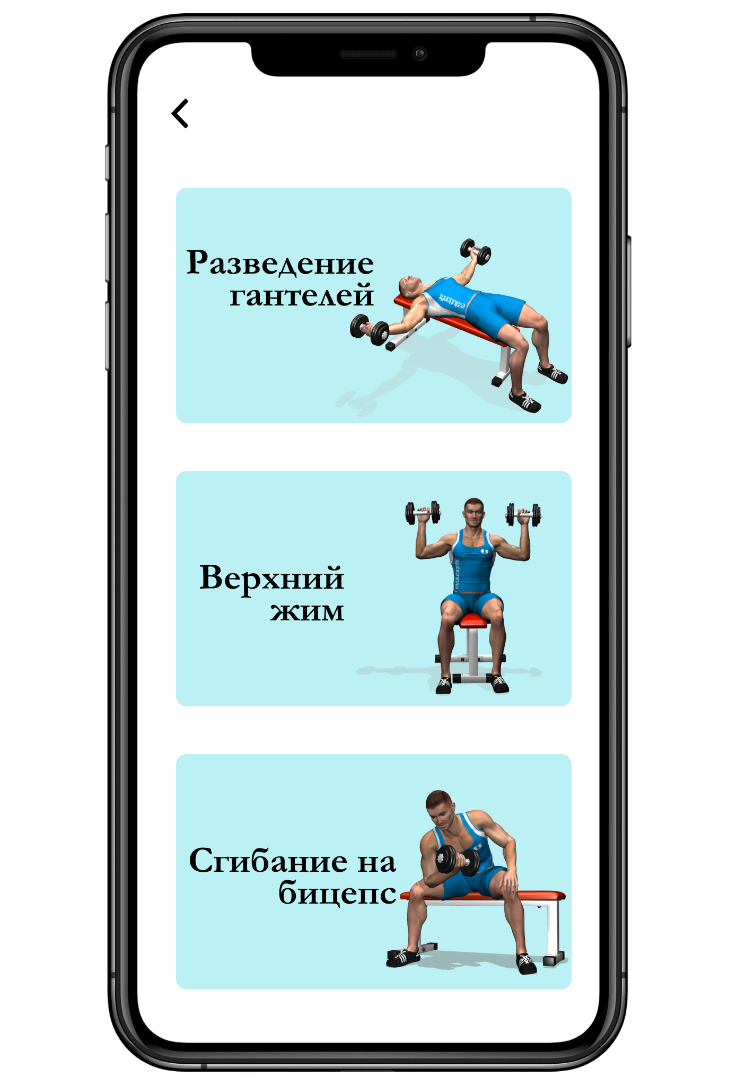 Разведение
гантелей
Верхний
жим
Сгибание на
бицепс